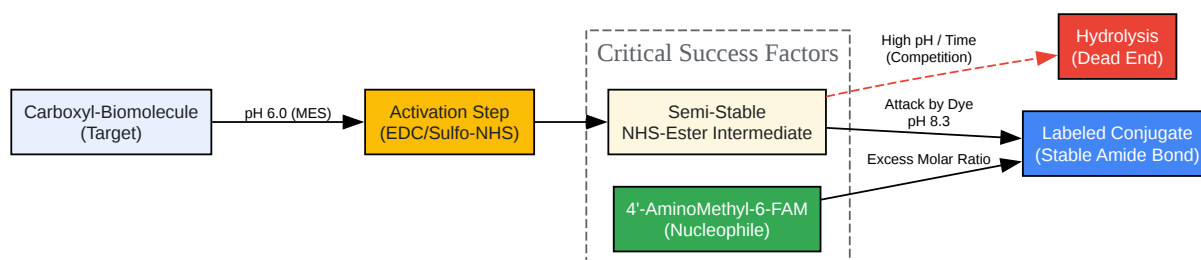 Carboxyl-Biomolecule
(Target)
pH 6.0 (MES)
Activation Step
(EDC/Sulfo-NHS)
Critical Success Factors
Semi-Stable
NHS-Ester Intermediate
4'-AminoMethyl-6-FAM
(Nucleophile)
High pH / Time
(Competition)
Attack by Dye
pH 8.3
Excess Molar Ratio
Hydrolysis
(Dead End)
Labeled Conjugate
(Stable Amide Bond)